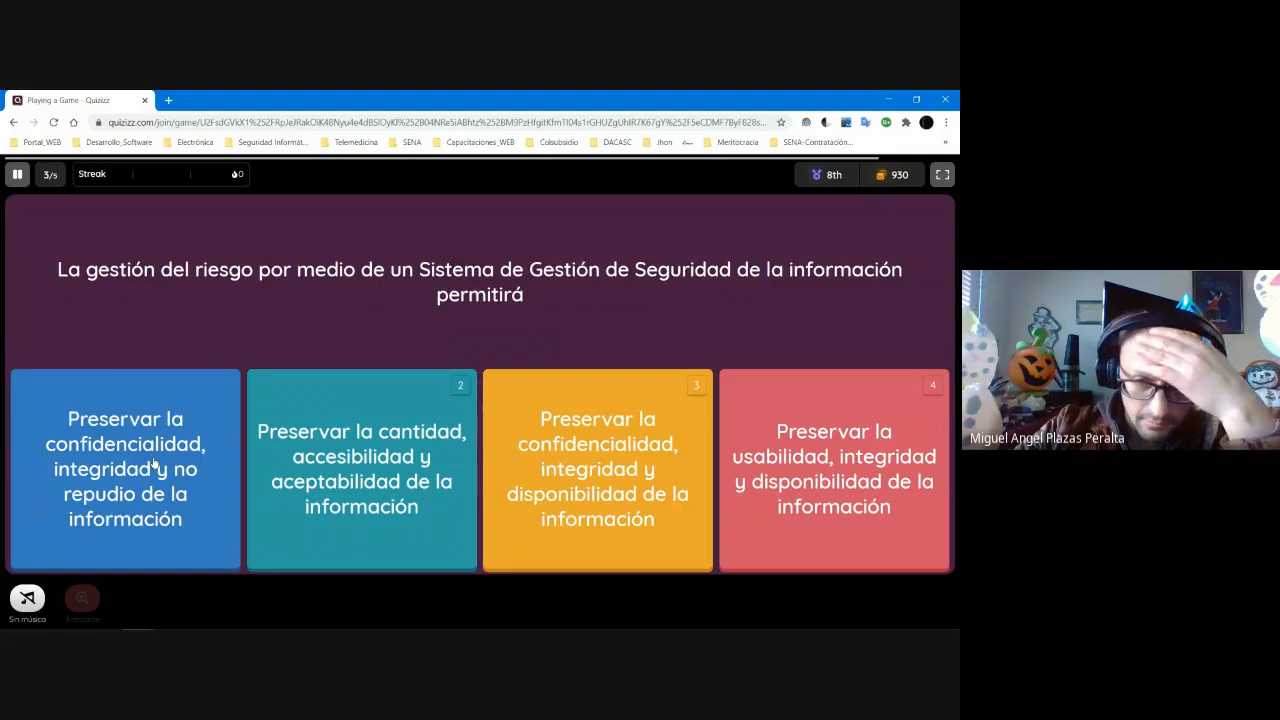 Playing a Game - Quizizz
Portal_WEB Desarrollo_Software Electrónica Seguridad Informát... Telemedicina SENA Capacitaciones_WEB Colsubsidio DACASC Jhon Meritocracia SENA-Contratación... »
3/5 Streak 0 8th 930
La gestión del riesgo por medio de un Sistema de Gestión de Seguridad de la información
permitirá
Preservar la
confidencialidad,
integridad y no
repudio de la
información
2
Preservar la cantidad,
accesibilidad y
aceptabilidad de la
información
3
Preservar la
confidencialidad,
integridad y
disponibilidad de la
información
4
Preservar la
usabilidad, integridad
y disponibilidad de la
información
Sin música Acercarse
Miguel Angel Plazas Peralta